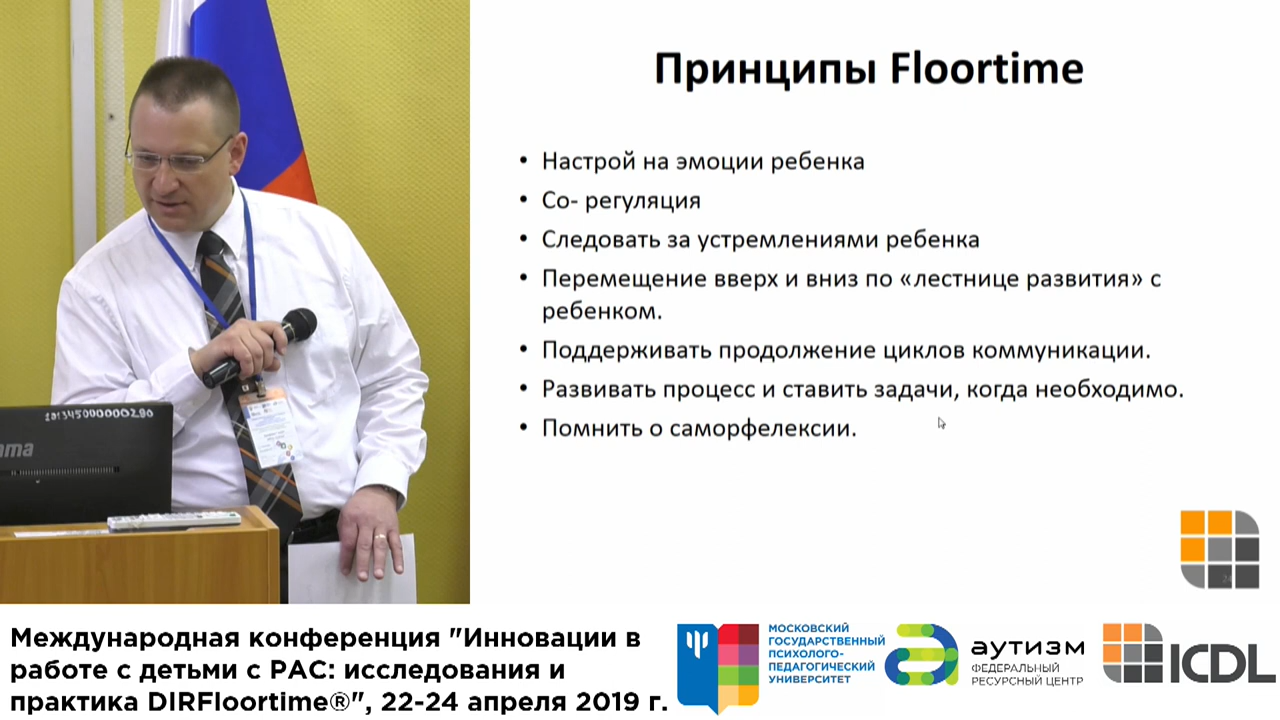 Принципы Floortime
• Настрой на эмоции ребенка
• Со- регуляция
• Следовать за устремлениями ребенка
• Перемещение вверх и вниз по «лестнице развития» с
ребенком.
• Поддерживать продолжение циклов коммуникации.
• Развивать процесс и ставить задачи, когда необходимо.
• Помнить о саморфелексии.
24
Международная конференция "Инновации в
работе с детьми с РАС: исследования и
практика DIRFloortime®", 22-24 апреля 2019 г.
МОСКОВСКИЙ
ГОСУДАРСТВЕННЫЙ
ПСИХОЛОГО-
ПЕДАГОГИЧЕСКИЙ
УНИВЕРСИТЕТ
аутизм
ФЕДЕРАЛЬНЫЙ
РЕСУРСНЫЙ ЦЕНТР
ICDL